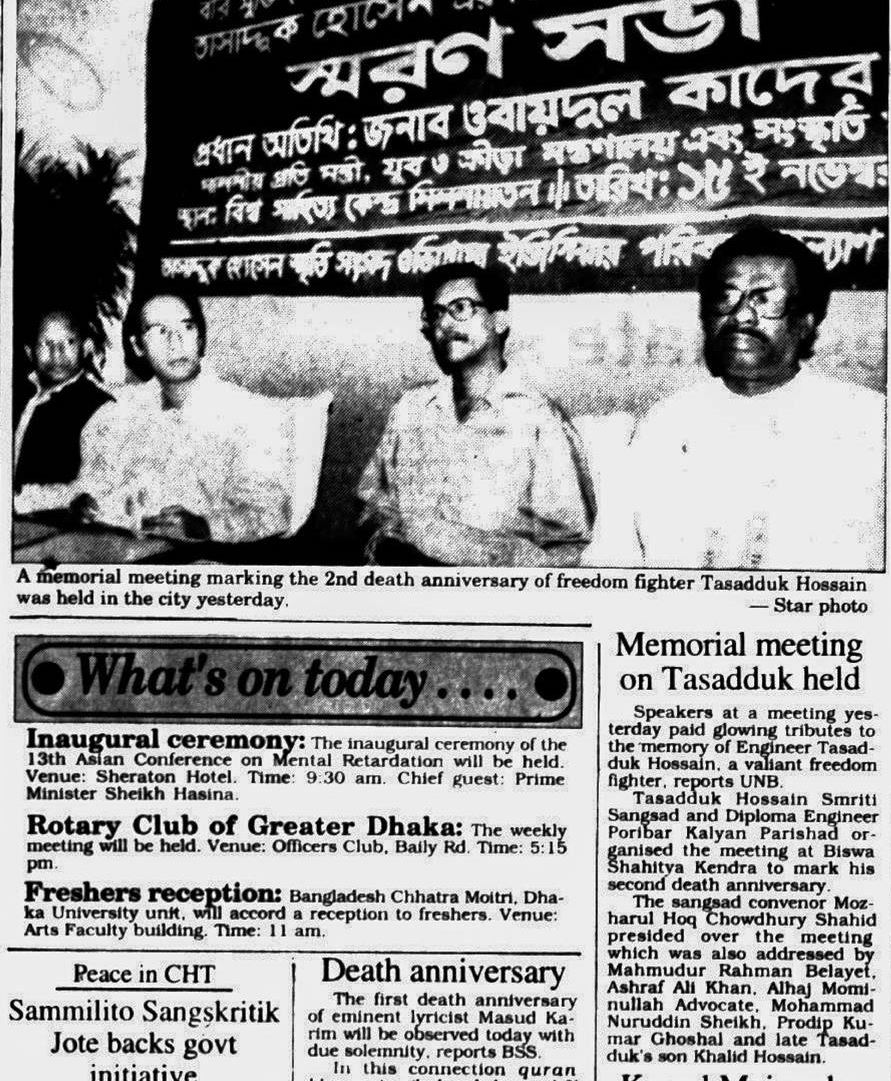 তাসাদ্দুক হোসেন এর
স্মরণ সভা
প্রধান অতিথি: জনাব ওবায়দুল কাদের
মাননীয় প্রতি মন্ত্রী, যুব ও ক্রীড়া মন্ত্রণালয় এবং সংস্কৃতি
স্থান: বিশ্ব সাহিত্য কেন্দ্র মিলনায়তন॥ তারিখ: ১৫ ই নভেম্বর
তাসাদ্দুক হোসেন স্মৃতি সংসদ ও ডিপ্লোমা ইঞ্জিনিয়ার পরিবার কল্যাণ
A memorial meeting marking the 2nd death anniversary of freedom fighter Tasadduk Hossain
was held in the city yesterday.
— Star photo
What's on today....
Inaugural ceremony: The inaugural ceremony of the
13th Asian Conference on Mental Retardation will be held.
Venue: Sheraton Hotel. Time: 9:30 am. Chief guest: Prime
Minister Sheikh Hasina.
Rotary Club of Greater Dhaka: The weekly
meeting will be held. Venue: Officers Club, Baily Rd. Time: 5:15
pm.
Freshers reception: Bangladesh Chhatra Moitri, Dha-
ka University unit, will accord a reception to freshers. Venue:
Arts Faculty building. Time: 11 am.
Peace in CHT
Sammilito Sangskritik
Jote backs govt
initiative
Death anniversary
The first death anniversary
of eminent lyricist Masud Ka-
rim will be observed today with
due solemnity, reports BSS.
In this connection quran
Memorial meeting
on Tasadduk held
Speakers at a meeting yes-
terday paid glowing tributes to
the memory of Engineer Tasad-
duk Hossain, a valiant freedom
fighter, reports UNB.
Tasadduk Hossain Smriti
Sangsad and Diploma Engineer
Poribar Kalyan Parishad or-
ganised the meeting at Biswa
Shahitya Kendra to mark his
second death anniversary.
The sangsad convenor Moz-
harul Hoq Chowdhury Shahid
presided over the meeting
which was also addressed by
Mahmudur Rahman Belayet,
Ashraf Ali Khan, Alhaj Momi-
nullah Advocate, Mohammad
Nuruddin Sheikh, Prodip Ku-
mar Ghoshal and late Tasad-
duk's son Khalid Hossain.